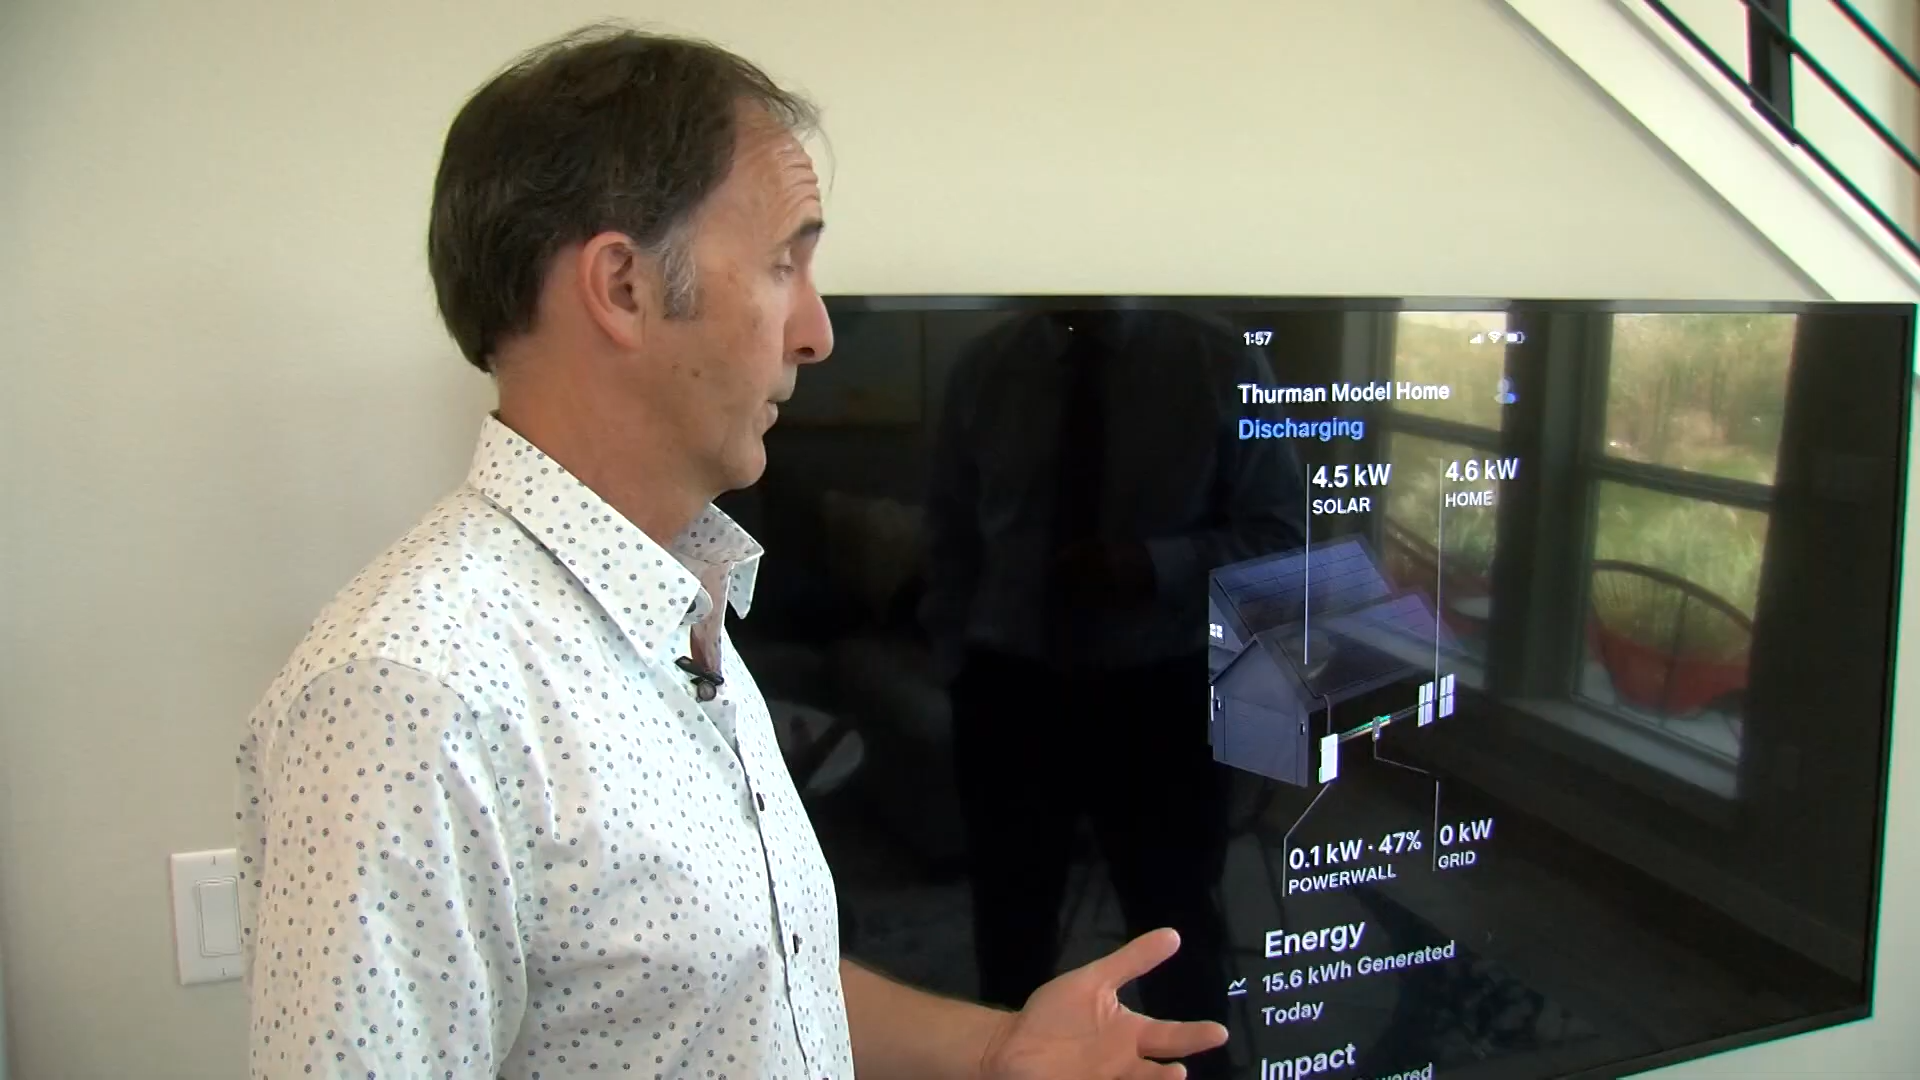 1:57
Thurman Model Home
Discharging
4.5 kW
SOLAR
4.6 kW
HOME
0.1 kW · 47%
POWERWALL
0 kW
GRID
Energy
15.6 kWh Generated
Today
Impact